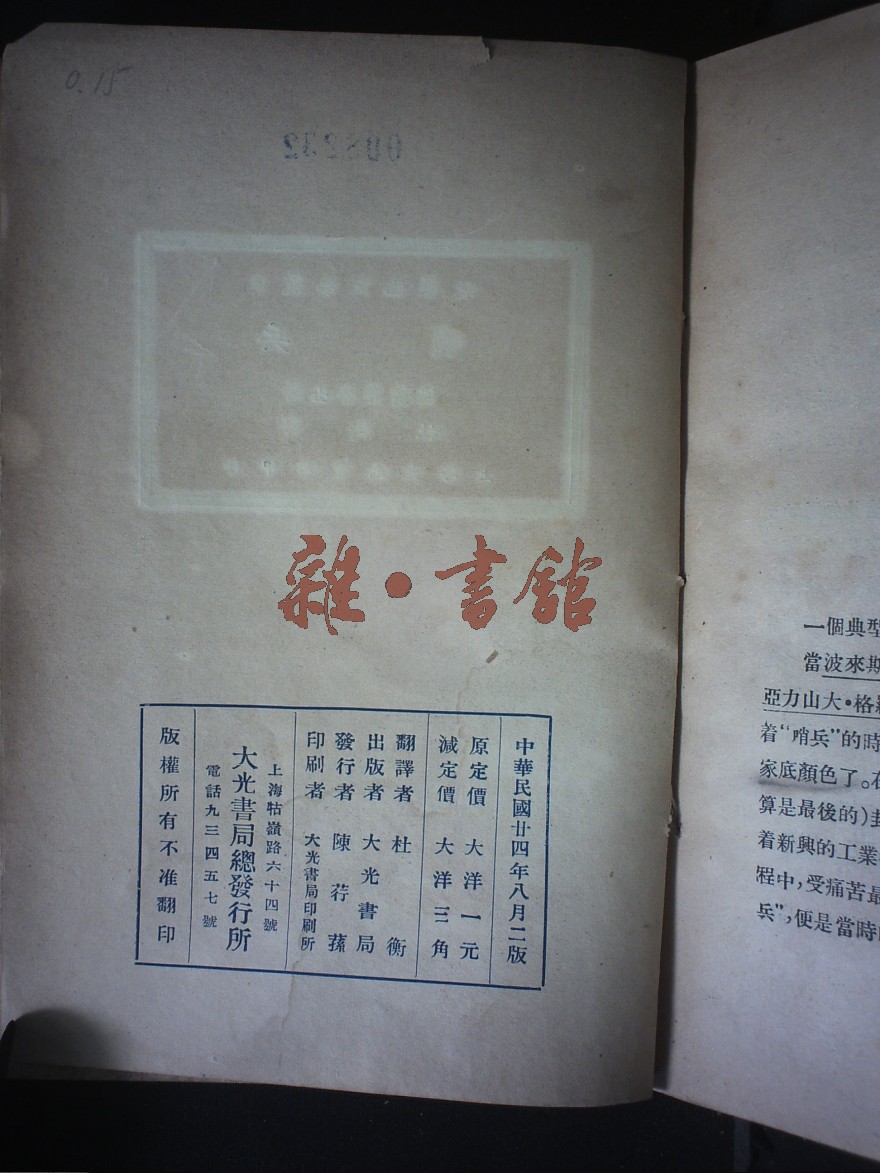 0.15
雜·書館
中華民國廿四年八月二版
原定價 大洋一元
減定價 大洋三角
翻譯者 杜衡
出版者 大光書局
發行者 陳荇蓀
印刷者 大光書局印刷所
上海牯嶺路六十四號
大光書局總發行所
電話九三四五七號
版權所有不准翻印
一個典型
當波來斯
亞力山大·格
着“哨兵”的時
家底顏色了。在
算是最後的)封
着新興的工業
程中,受痛苦最
兵”,便是當時